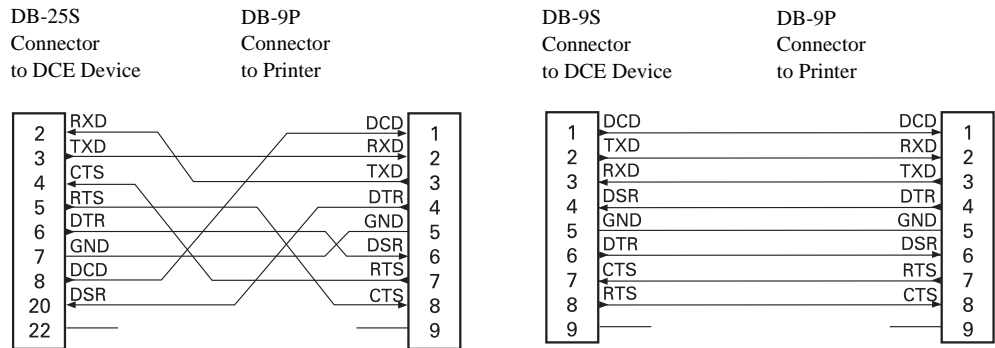 DB-25S DB-9P
Connector Connector
to DCE Device to Printer
2 RXD DCD 1
3 TXD RXD 2
4 CTS TXD 3
5 RTS DTR 4
6 DTR GND 5
7 GND DSR 6
8 DCD RTS 7
20 DSR CTS 8
22 9
DB-9S DB-9P
Connector Connector
to DCE Device to Printer
1 DCD DCD 1
2 TXD RXD 2
3 RXD TXD 3
4 DSR DTR 4
5 GND GND 5
6 DTR DSR 6
7 CTS RTS 7
8 RTS CTS 8
9 9